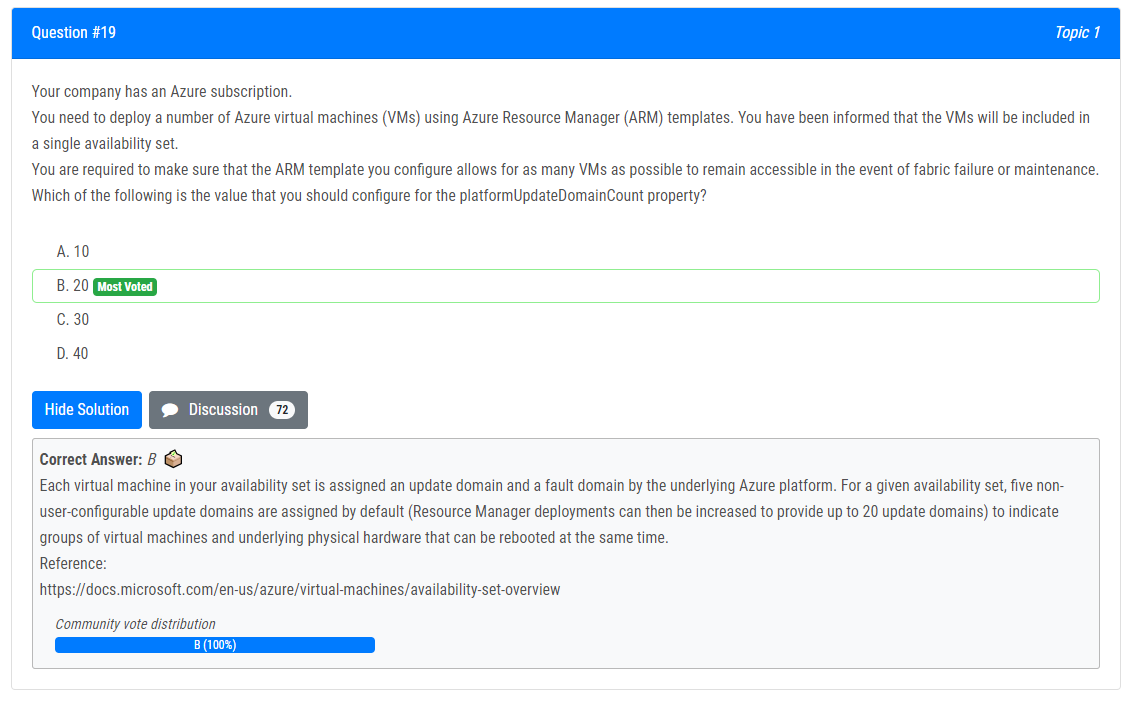 Question #19
Topic 1
Your company has an Azure subscription.
You need to deploy a number of Azure virtual machines (VMs) using Azure Resource Manager (ARM) templates. You have been informed that the VMs will be included in
a single availability set.
You are required to make sure that the ARM template you configure allows for as many VMs as possible to remain accessible in the event of fabric failure or maintenance.
Which of the following is the value that you should configure for the platformUpdateDomainCount property?
A. 10
B. 20 Most Voted
C. 30
D. 40
Hide Solution
Discussion 72
Correct Answer: B
Each virtual machine in your availability set is assigned an update domain and a fault domain by the underlying Azure platform. For a given availability set, five non-
user-configurable update domains are assigned by default (Resource Manager deployments can then be increased to provide up to 20 update domains) to indicate
groups of virtual machines and underlying physical hardware that can be rebooted at the same time.
Reference:
https://docs.microsoft.com/en-us/azure/virtual-machines/availability-set-overview
Community vote distribution
B (100%)